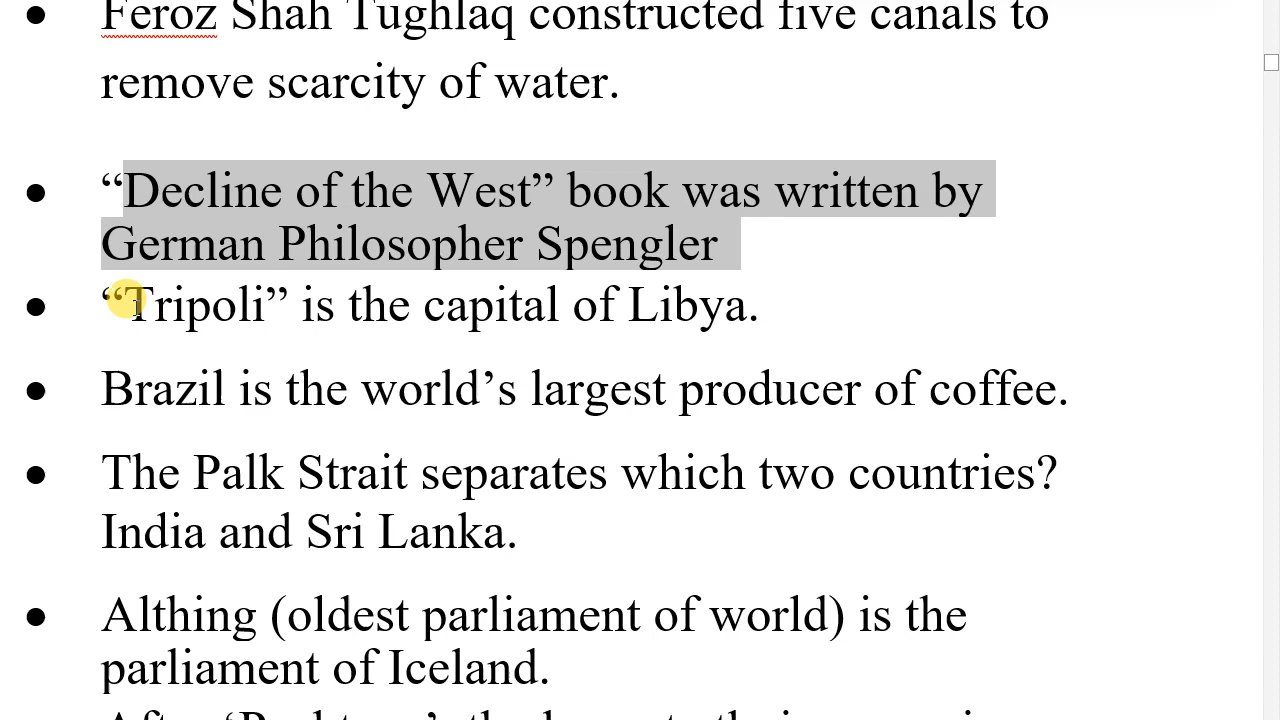 • Feroz Shah Tughlaq constructed five canals to
remove scarcity of water.
• “Decline of the West” book was written by
German Philosopher Spengler
• “Tripoli” is the capital of Libya.
• Brazil is the world’s largest producer of coffee.
• The Palk Strait separates which two countries?
India and Sri Lanka.
• Althing (oldest parliament of world) is the
parliament of Iceland.